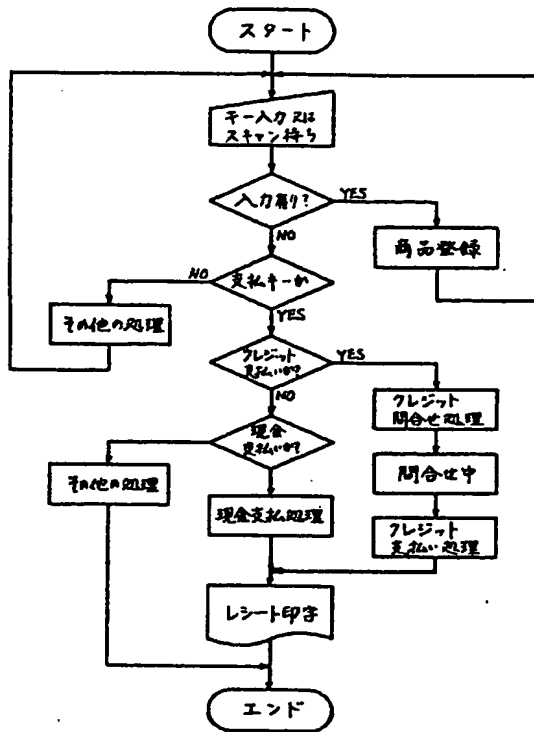 スタート
キー入力又は
スキャン待ち
入力有り?
YES
NO
商品登録
支払キーか
NO
YES
その他の処理
クレジット
支払いか?
YES
NO
クレジット
問合せ処理
現金
支払いか?
その他の処理
問合せ中
現金支払処理
クレジット
支払い処理
レシート印字
エンド